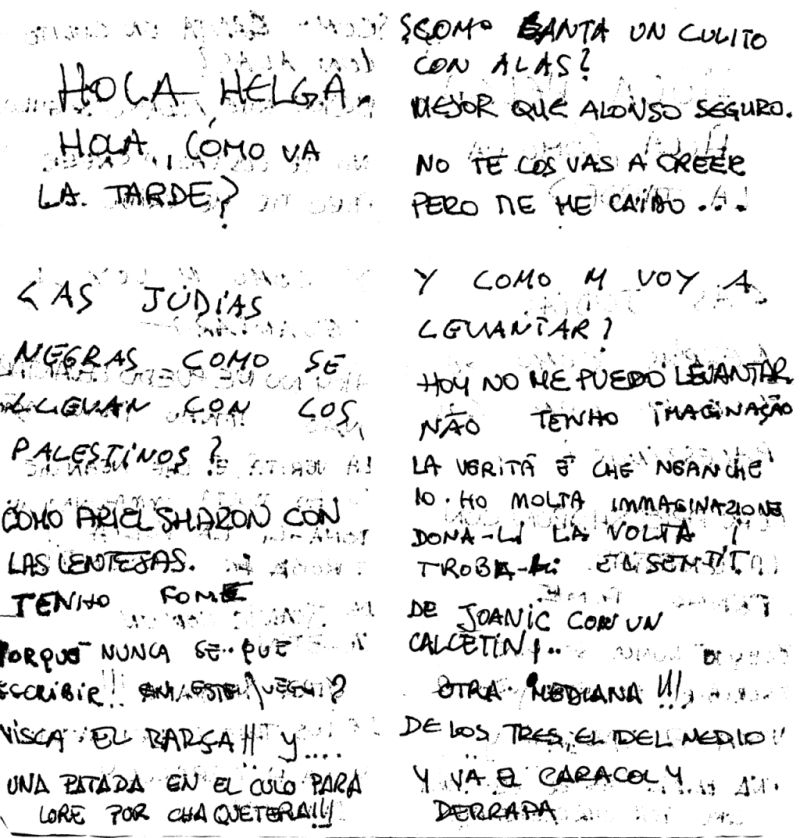 HOLA HELGA.
HOLA, CÓMO VA
LA TARDE?
LAS JUDÍAS
NEGRAS COMO SE
LLEVAN CON LOS
PALESTINOS?
COMO ARIEL SHARON CON
LAS LENTEJAS.
TENHO FOME
PORQUE NUNCA SE QUE
ESCRIBIR!! EN ESTE JUEGO?
VISCA EL BARÇA!! Y....
UNA PATADA EN EL CULO PARA
LORE POR CHAQUETERA!!!
¿COMO CANTA UN CULITO
CON ALAS?
MEJOR QUE ALONSO SEGURO.
NO TE LOS VAS A CREER
PERO ME HE CAIDO ...
Y COMO M VOY A
LEVANTAR?
HOY NO ME PUEDO LEVANTAR
NÃO TENHO IMAGINAÇÃO
LA VERITÀ È CHE NEANCHE
IO HO MOLTA IMMAGINAZIONE
DONA-LI LA VOLTA I
TROBA-LI EL SENTIT
DE JOANIC CON UN
CALCETIN!..
OTRA MEDIANA !!!
DE LOS TRES, EL DEL MEDIO!!
Y VA EL CARACOL Y
DERRAPA